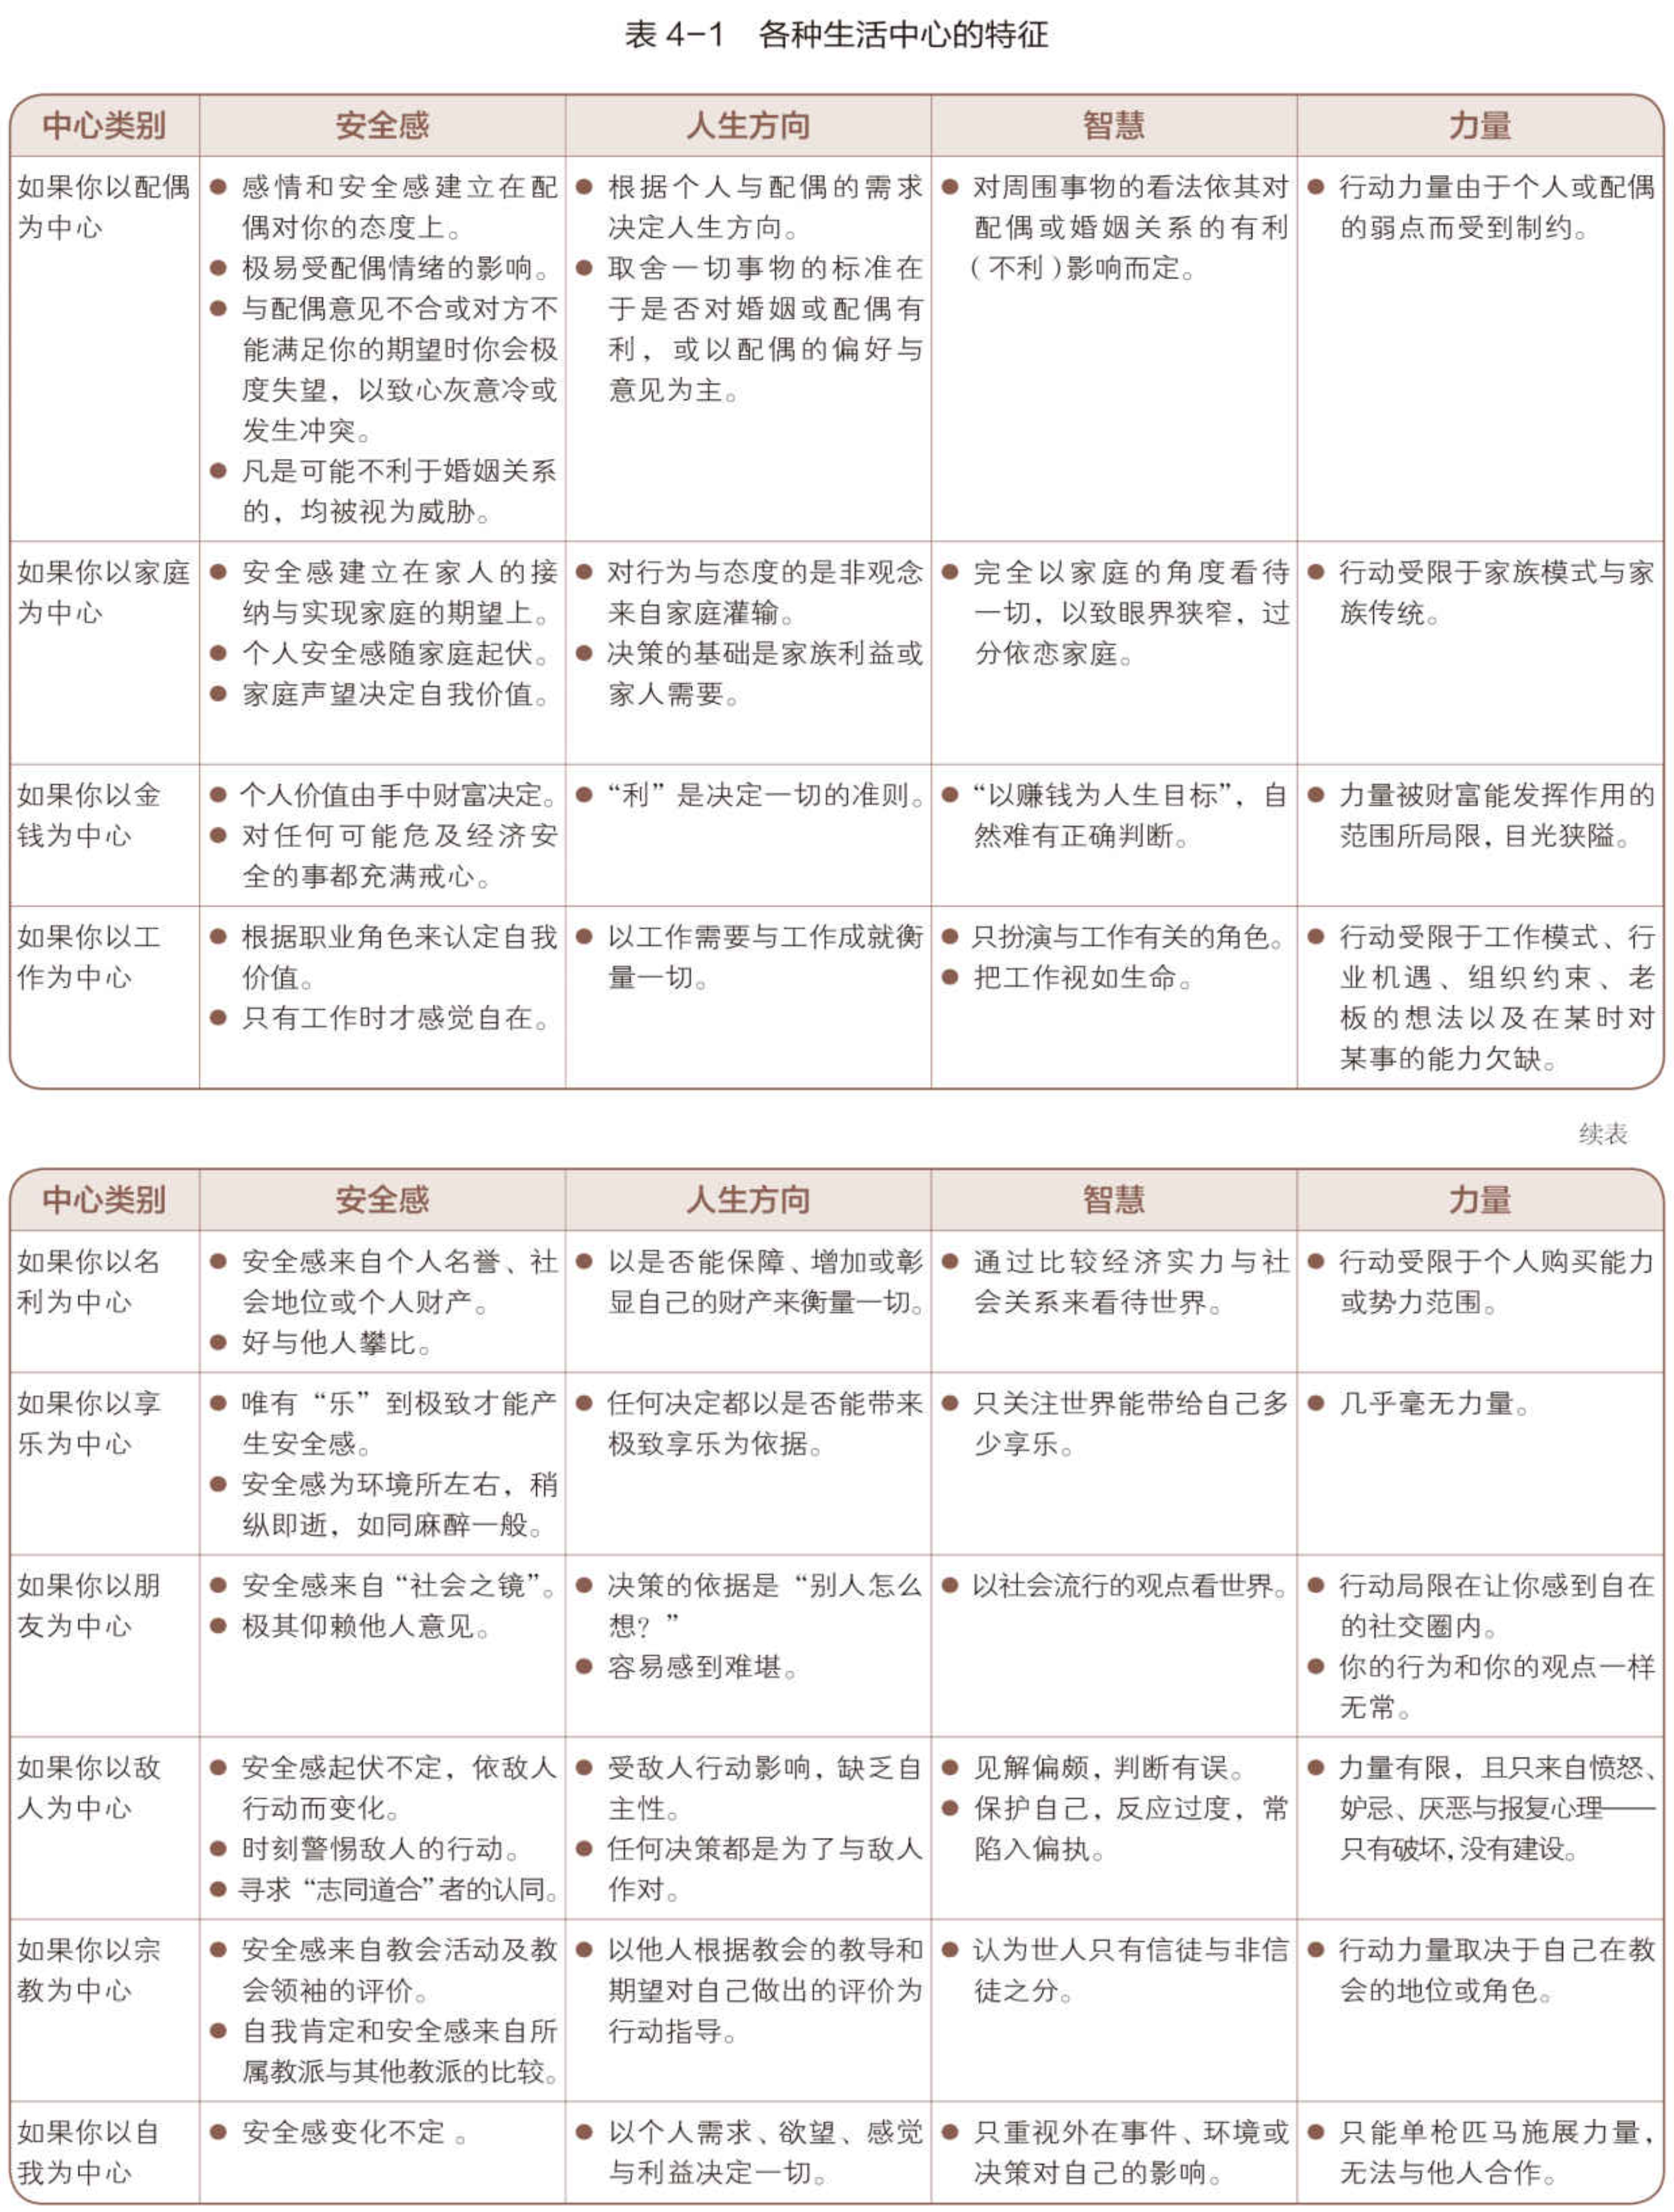 表 4-1 各种生活中心的特征
中心类别
安全感
人生方向
智慧
力量
如果你以配偶
为中心
● 感情和安全感建立在配
偶对你的态度上。
● 极易受配偶情绪的影响。
● 与配偶意见不合或对方不
能满足你的期望时你会极
度失望，以致心灰意冷或
发生冲突。
● 凡是可能不利于婚姻关系
的，均被视为威胁。
● 根据个人与配偶的需求
决定人生方向。
● 取舍一切事物的标准在
于是否对婚姻或配偶有
利，或以配偶的偏好与
意见为主。
● 对周围事物的看法依其对
配偶或婚姻关系的有利
（不利）影响而定。
● 行动力量由于个人或配偶
的弱点而受到制约。
如果你以家庭
为中心
● 安全感建立在家人的接
纳与实现家庭的期望上。
● 个人安全感随家庭起伏。
● 家庭声望决定自我价值。
● 对行为与态度的是非观念
来自家庭灌输。
● 决策的基础是家族利益或
家人需要。
● 完全以家庭的角度看待
一切，以致眼界狭窄，过
分依恋家庭。
● 行动受限于家族模式与家
族传统。
如果你以金
钱为中心
● 个人价值由手中财富决定。
● 对任何可能危及经济安
全的事都充满戒心。
● “利”是决定一切的准则。
● “以赚钱为人生目标”，自
然难有正确判断。
● 力量被财富能发挥作用的
范围所局限，目光狭隘。
如果你以工
作为中心
● 根据职业角色来认定自我
价值。
● 只有工作时才感觉自在。
● 以工作需要与工作成就衡
量一切。
● 只扮演与工作有关的角色。
● 把工作视如生命。
● 行动受限于工作模式、行
业机遇、组织约束、老
板的想法以及在某时对
某事的能力欠缺。
续表
中心类别
安全感
人生方向
智慧
力量
如果你以名
利为中心
● 安全感来自个人名誉、社
会地位或个人财产。
● 好与他人攀比。
● 以是否能保障、增加或彰
显自己的财产来衡量一切。
● 通过比较经济实力与社
会关系来看待世界。
● 行动受限于个人购买能力
或势力范围。
如果你以享
乐为中心
● 唯有“乐”到极致才能产
生安全感。
● 安全感为环境所左右，稍
纵即逝，如同麻醉一般。
● 任何决定都以是否能带来
极致享乐为依据。
● 只关注世界能带给自己多
少享乐。
● 几乎毫无力量。
如果你以朋
友为中心
● 安全感来自“社会之镜”。
● 极其仰赖他人意见。
● 决策的依据是“别人怎么
想？”
● 容易感到难堪。
● 以社会流行的观点看世界。
● 行动局限在让你感到自在
的社交圈内。
● 你的行为和你的观点一样
无常。
如果你以敌
人为中心
● 安全感起伏不定，依敌人
行动而变化。
● 时刻警惕敌人的行动。
● 寻求“志同道合”者的认同。
● 受敌人行动影响，缺乏自
主性。
● 任何决策都是为了与敌人
作对。
● 见解偏颇，判断有误。
● 保护自己，反应过度，常
陷入偏执。
● 力量有限，且只来自愤怒、
妒忌、厌恶与报复心理——
只有破坏，没有建设。
如果你以宗
教为中心
● 安全感来自教会活动及教
会领袖的评价。
● 自我肯定和安全感来自所
属教派与其他教派的比较。
● 以他人根据教会的教导和
期望对自己做出的评价为
行动指导。
● 认为世人只有信徒与非信
徒之分。
● 行动力量取决于自己在教
会的地位或角色。
如果你以自
我为中心
● 安全感变化不定。
● 以个人需求、欲望、感觉
与利益决定一切。
● 只重视外在事件、环境或
决策对自己的影响。
● 只能单枪匹马施展力量，
无法与他人合作。